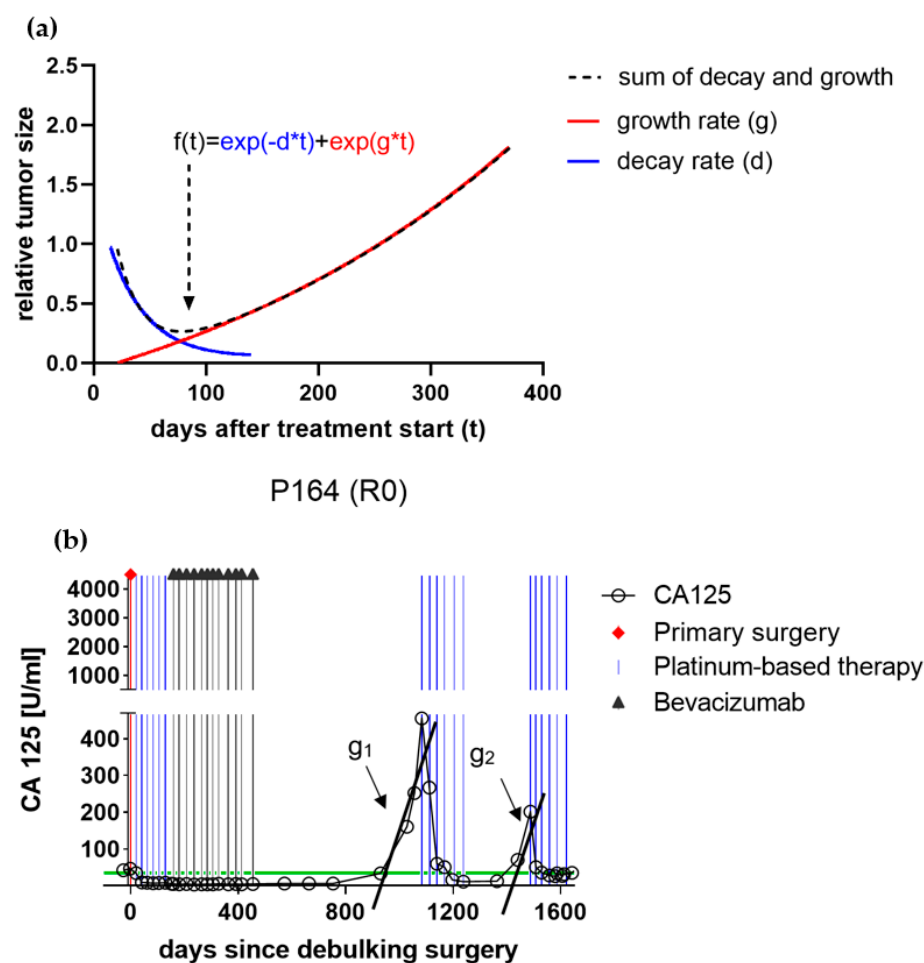 (a)
2.5
2.0
1.5
1.0
0.5
0.0
relative tumor size
f(t)=exp(-d*t)+exp(g*t)
0 100 200 300 400
days after treatment start (t)
sum of decay and growth
growth rate (g)
decay rate (d)
P164 (R0)
(b)
4000
3000
2000
1000
400
300
200
100
CA 125 [U/ml]
g1
g2
0 400 800 1200 1600
days since debulking surgery
CA125
Primary surgery
Platinum-based therapy
Bevacizumab